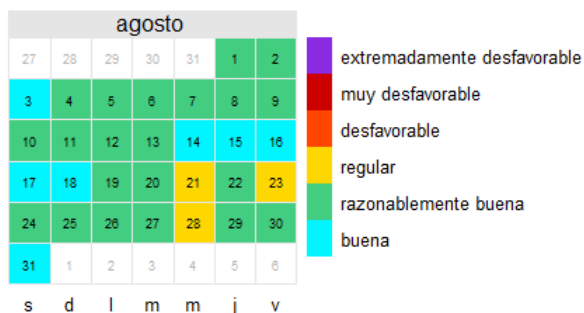 agosto
27 28 29 30 31 1 2
3 4 5 6 7 8 9
10 11 12 13 14 15 16
17 18 19 20 21 22 23
24 25 26 27 28 29 30
31 1 2 3 4 5 6
s d l m m j v
extremadamente desfavorable
muy desfavorable
desfavorable
regular
razonablemente buena
buena